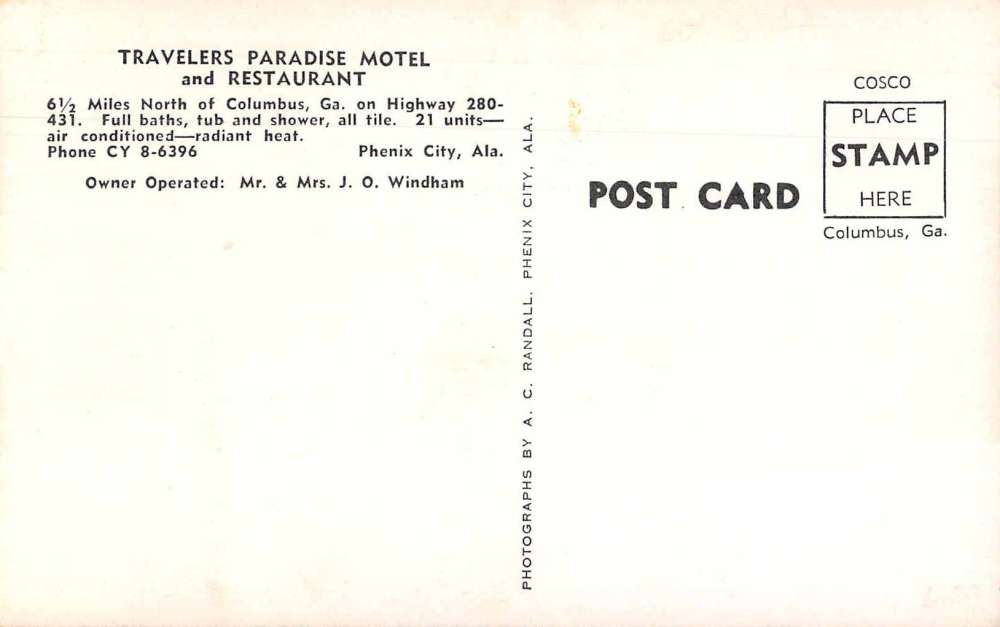 TRAVELERS PARADISE MOTEL
and RESTAURANT
6½ Miles North of Columbus, Ga. on Highway 280-
431. Full baths, tub and shower, all tile. 21 units—
air conditioned—radiant heat.
Phone CY 8-6396 Phenix City, Ala.
Owner Operated: Mr. & Mrs. J. O. Windham
PHOTOGRAPHS BY A. C. RANDALL. PHENIX CITY, ALA.
POST CARD
COSCO
PLACE
STAMP
HERE
Columbus, Ga.